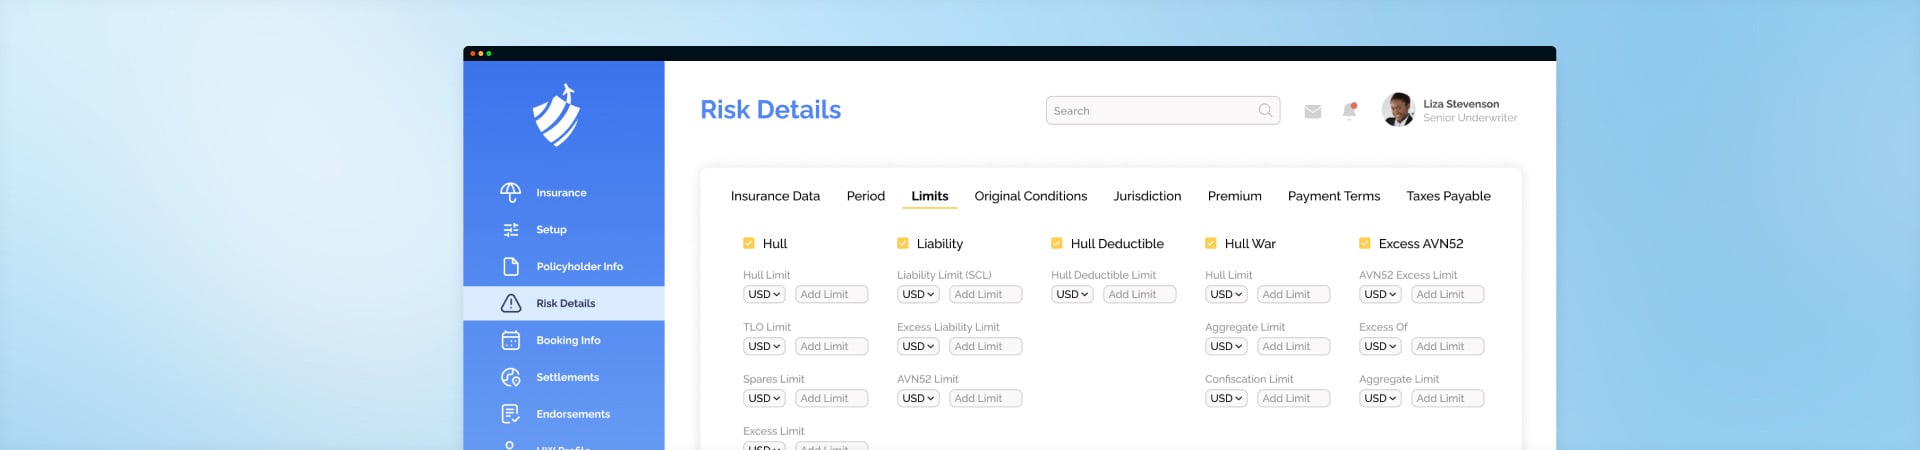 Risk Details
Search
Liza Stevenson
Senior Underwriter
Insurance
Setup
Policyholder Info
Risk Details
Booking Info
Settlements
Endorsements
Insurance Data Period Limits Original Conditions Jurisdiction Premium Payment Terms Taxes Payable
Hull Liability Hull Deductible Hull War Excess AVN52
Hull Limit Liability Limit (SCL) Hull Deductible Limit Hull Limit AVN52 Excess Limit
USD Add Limit USD Add Limit USD Add Limit USD Add Limit USD Add Limit
TLO Limit Excess Liability Limit Aggregate Limit Excess Of
USD Add Limit USD Add Limit USD Add Limit USD Add Limit
Spares Limit AVN52 Limit Confiscation Limit Aggregate Limit
USD Add Limit USD Add Limit USD Add Limit USD Add Limit
Excess Limit